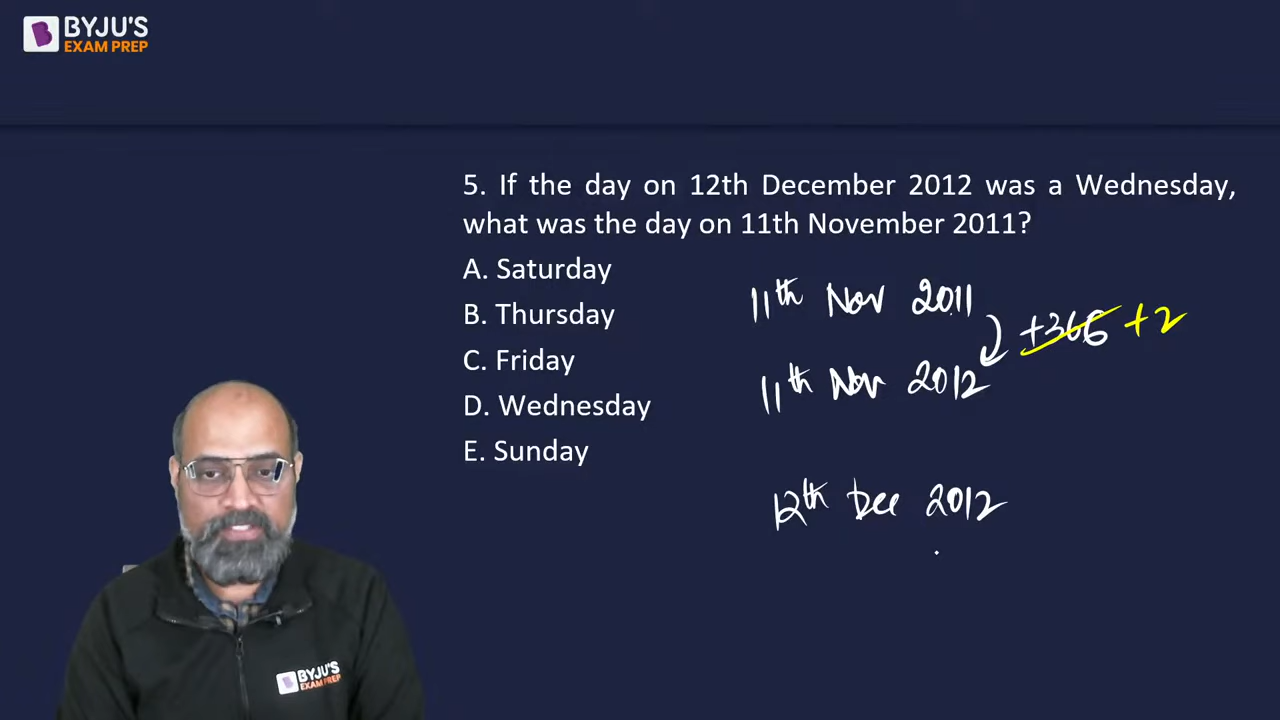 BYJU'S
EXAM PREP
5. If the day on 12th December 2012 was a Wednesday,
what was the day on 11th November 2011?
A. Saturday
B. Thursday
C. Friday
D. Wednesday
E. Sunday
11th Nov 2011
+366 +2
11th Nov 2012
12th Dec 2012
BYJU'S
EXAM PREP